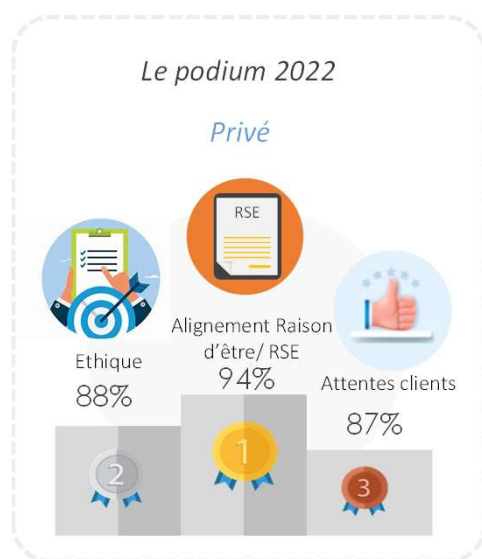 Le podium 2022
Privé
RSE
Alignement Raison
d'être/ RSE
94%
Ethique
88%
Attentes clients
87%
2
1
3